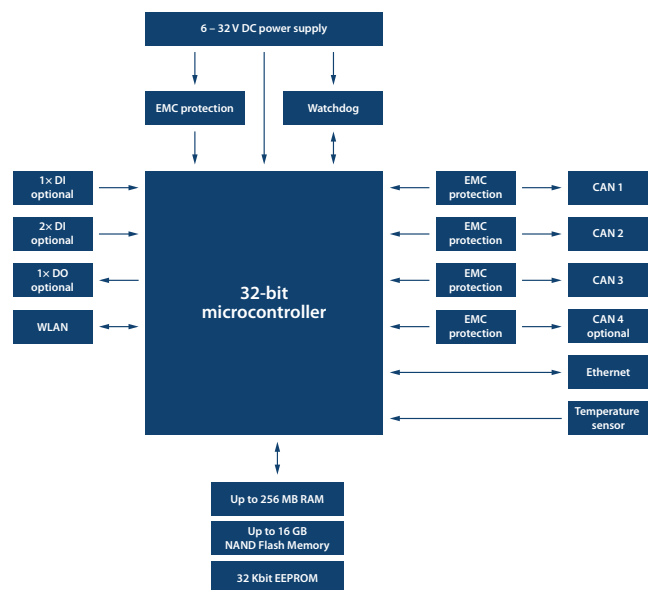 6 – 32 V DC power supply
EMC protection
Watchdog
1× DI
optional
2× DI
optional
1× DO
optional
WLAN
32-bit
microcontroller
EMC
protection
CAN 1
EMC
protection
CAN 2
EMC
protection
CAN 3
EMC
protection
CAN 4
optional
Ethernet
Temperature
sensor
Up to 256 MB RAM
Up to 16 GB
NAND Flash Memory
32 Kbit EEPROM